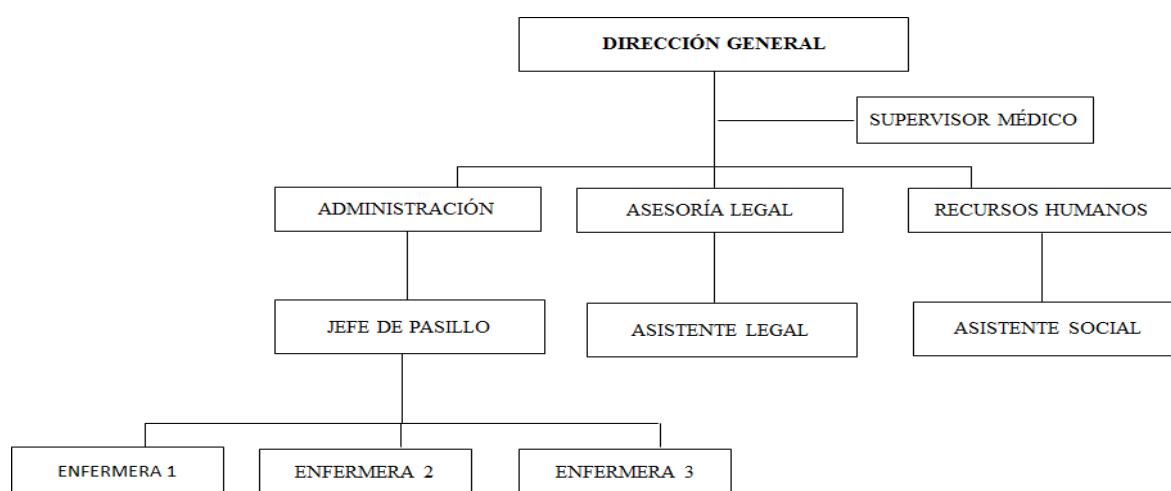 DIRECCIÓN GENERAL
SUPERVISOR MÉDICO
ADMINISTRACIÓN
ASESORÍA LEGAL
RECURSOS HUMANOS
JEFE DE PASILLO
ASISTENTE LEGAL
ASISTENTE SOCIAL
ENFERMERA 1
ENFERMERA 2
ENFERMERA 3